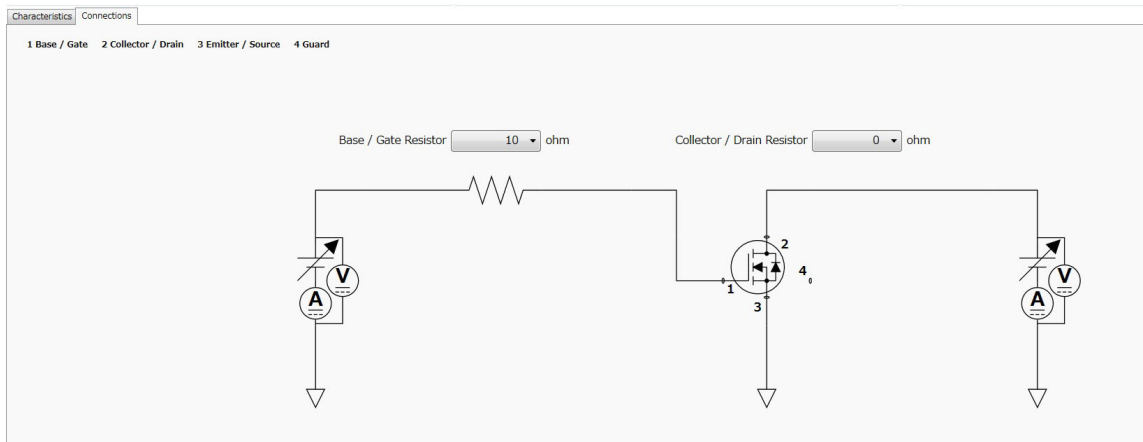 Characteristics Connections
1 Base / Gate 2 Collector / Drain 3 Emitter / Source 4 Guard
Base / Gate Resistor 10 ohm Collector / Drain Resistor 0 ohm
2
V 4 V
1
A 3 A